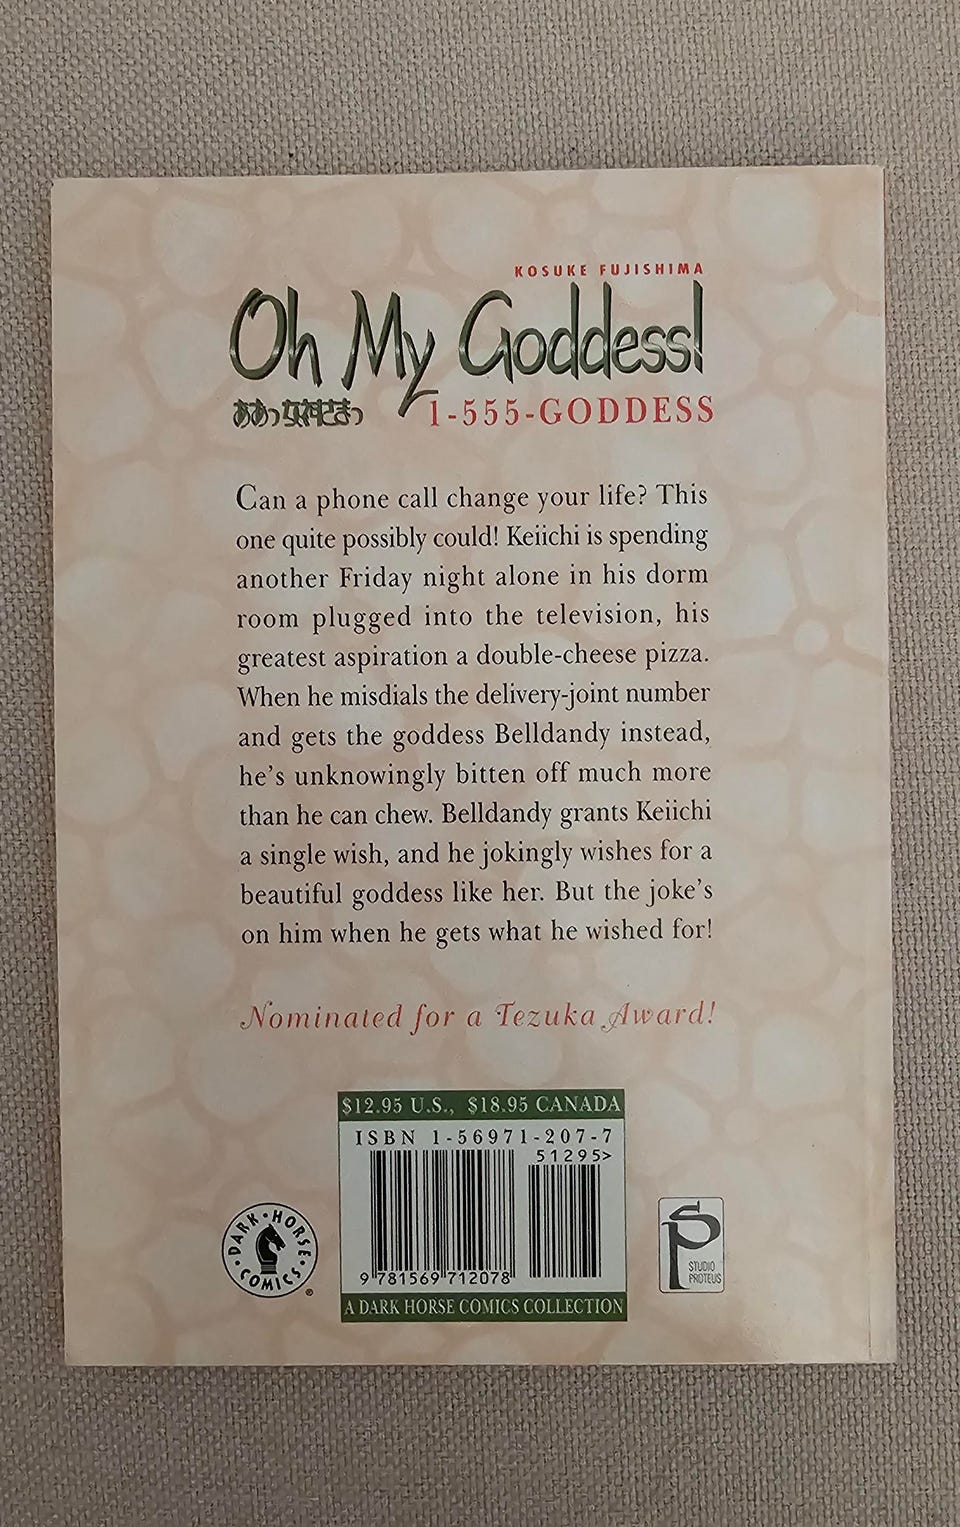 KOSUKE FUJISHIMA
Oh My Goddess!
ああっ女神さまっ
1-555-GODDESS
Can a phone call change your life? This
one quite possibly could! Keiichi is spending
another Friday night alone in his dorm
room plugged into the television, his
greatest aspiration a double-cheese pizza.
When he misdials the delivery-joint number
and gets the goddess Belldandy instead,
he's unknowingly bitten off much more
than he can chew. Belldandy grants Keiichi
a single wish, and he jokingly wishes for a
beautiful goddess like her. But the joke's
on him when he gets what he wished for!
Nominated for a Tezuka Award!
$12.95 U.S., $18.95 CANADA
ISBN 1-56971-207-7
51295>
9 781569 712078
A DARK HORSE COMICS COLLECTION
DARK·HORSE
·COMICS·
®
SP
STUDIO
PROTEUS